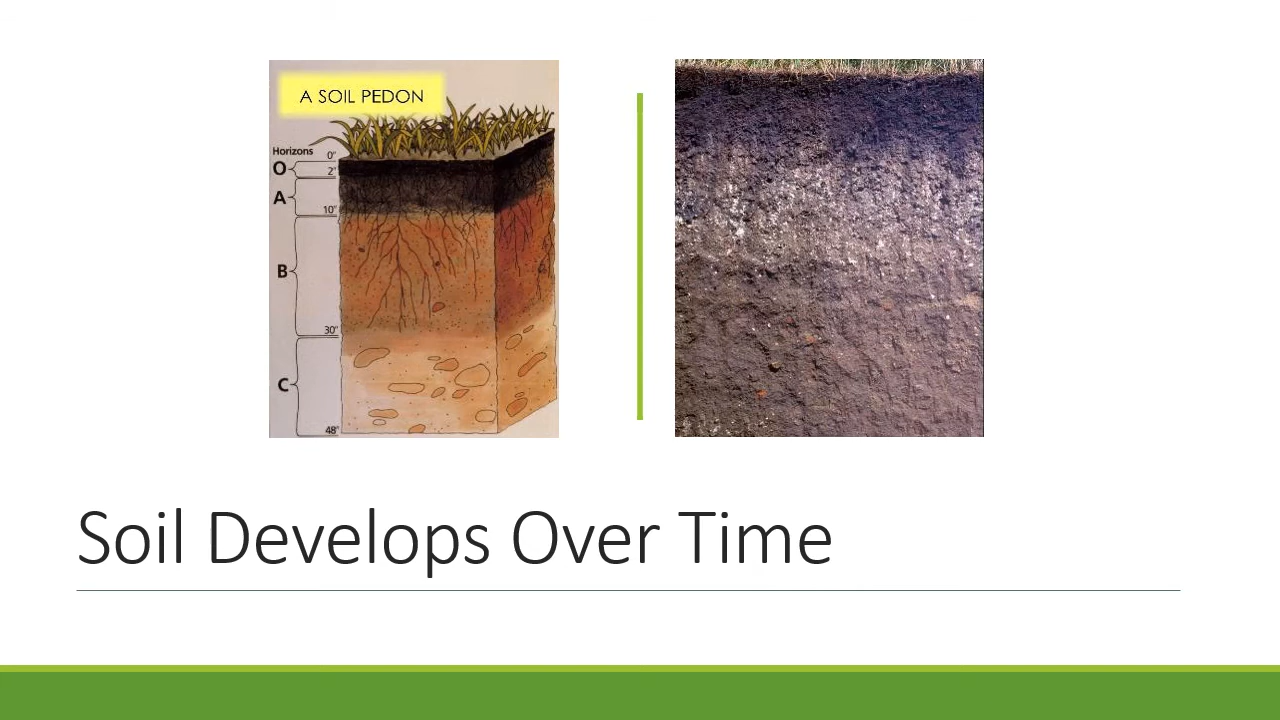 A SOIL PEDON
Horizons
0"
O
2"
A
10"
B
30"
C
48"
Soil Develops Over Time